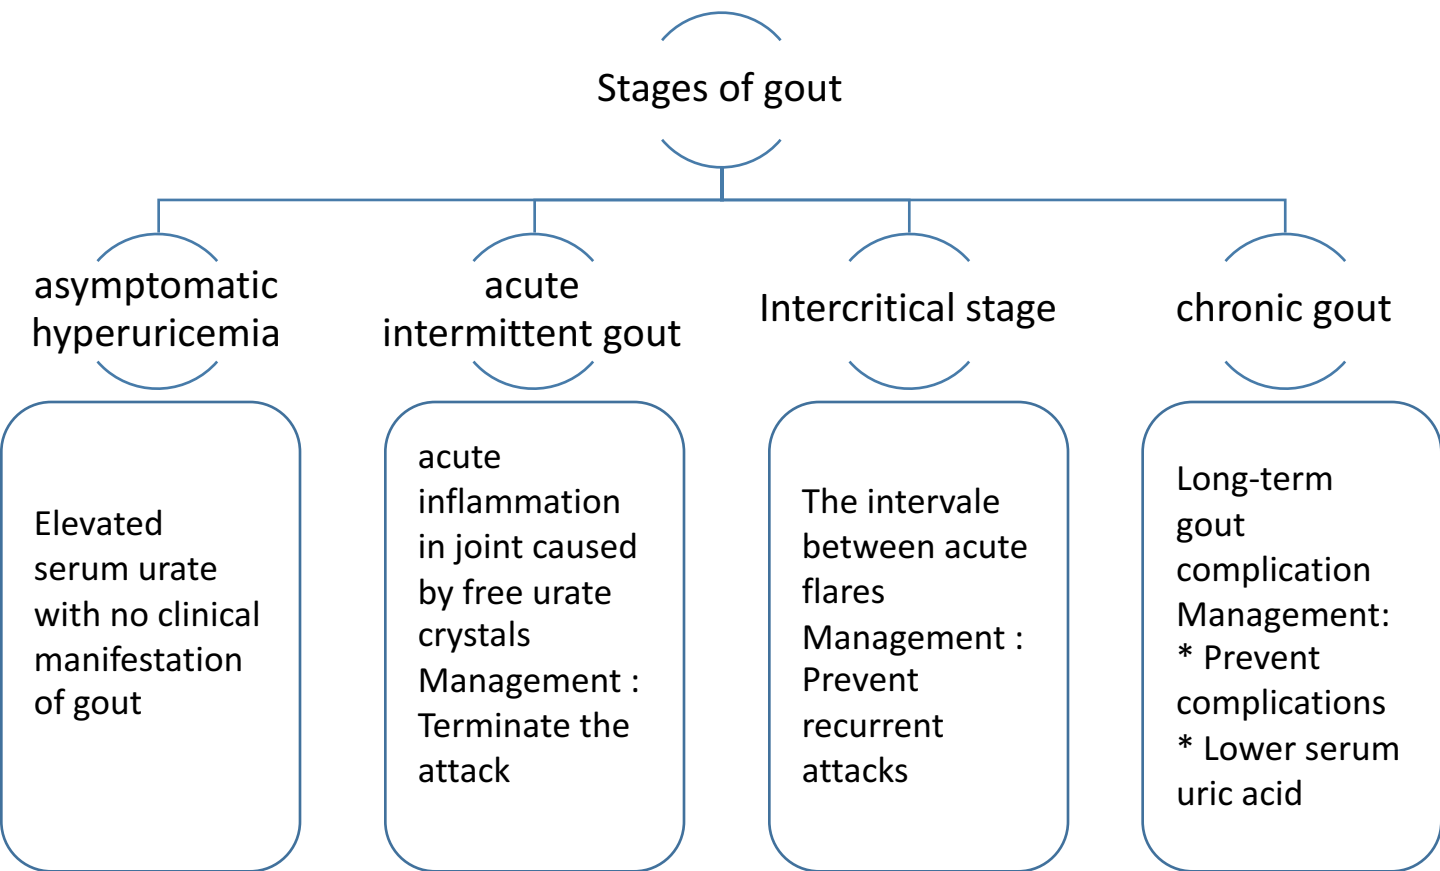 Stages of gout
asymptomatic
hyperuricemia
Elevated
serum urate
with no clinical
manifestation
of gout
acute
intermittent gout
acute
inflammation
in joint caused
by free urate
crystals
Management :
Terminate the
attack
Intercritical stage
The intervale
between acute
flares
Management :
Prevent
recurrent
attacks
chronic gout
Long-term
gout
complication
Management:
* Prevent
complications
* Lower serum
uric acid